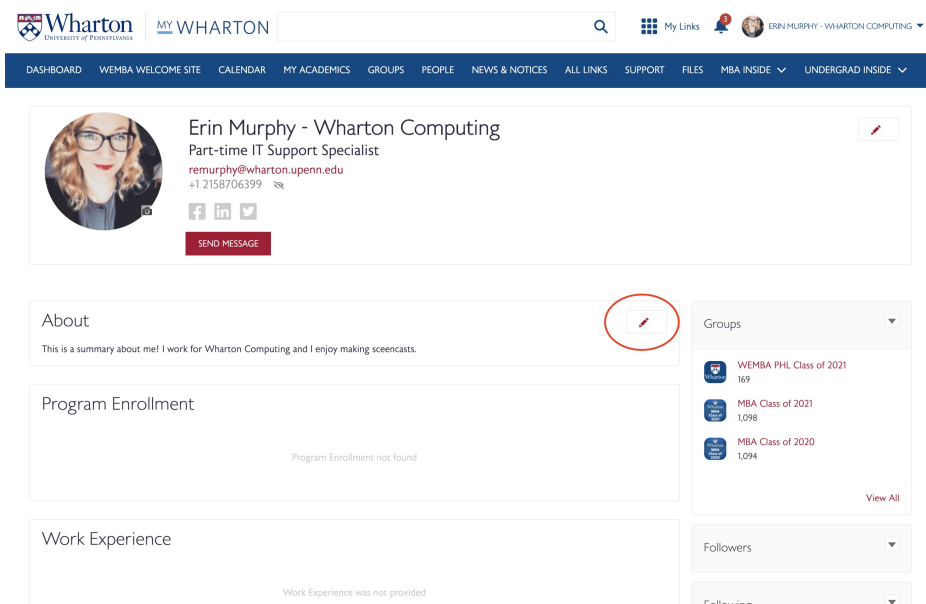 Wharton
UNIVERSITY of PENNSYLVANIA
MY WHARTON
My Links
3
ERIN MURPHY - WHARTON COMPUTING
DASHBOARD WEMBA WELCOME SITE CALENDAR MY ACADEMICS GROUPS PEOPLE NEWS & NOTICES ALL LINKS SUPPORT FILES MBA INSIDE UNDERGRAD INSIDE
Erin Murphy - Wharton Computing
Part-time IT Support Specialist
remurphy@wharton.upenn.edu
+1 2158706399
SEND MESSAGE
About
This is a summary about me! I work for Wharton Computing and I enjoy making sceencasts.
Program Enrollment
Program Enrollment not found
Work Experience
Work Experience was not provided
Groups
WEMBA PHL Class of 2021
169
MBA Class of 2021
1,098
MBA Class of 2020
1,094
View All
Followers
Following